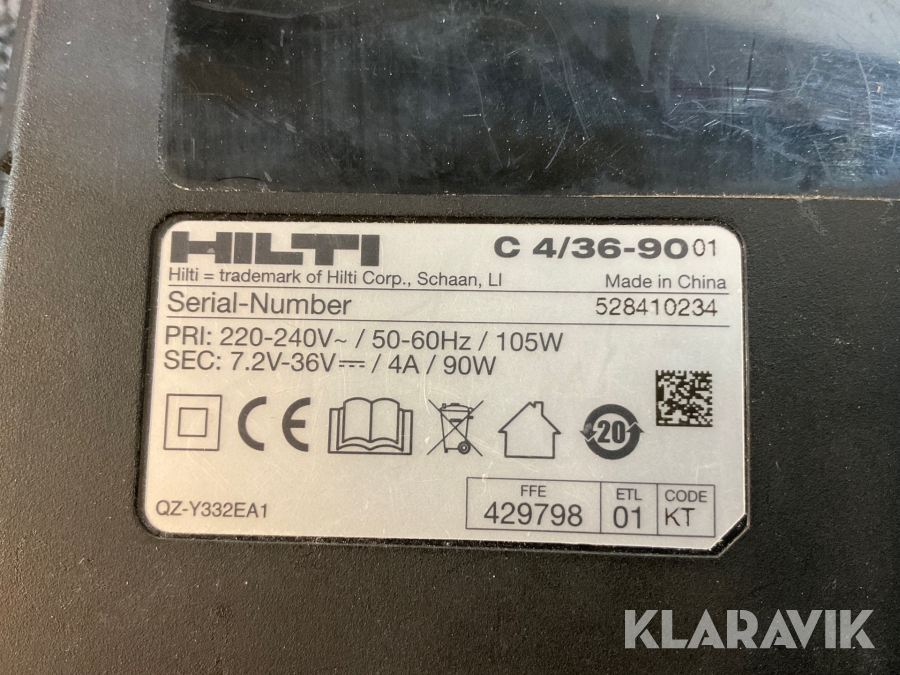 HILTI C 4/36-90 01
Hilti = trademark of Hilti Corp., Schaan, LI Made in China
Serial-Number 528410234
PRI: 220-240V~ / 50-60Hz / 105W
SEC: 7.2V-36V⎓ / 4A / 90W
CE 20
QZ-Y332EA1
FFE ETL CODE
429798 01 KT
KLARAVIK